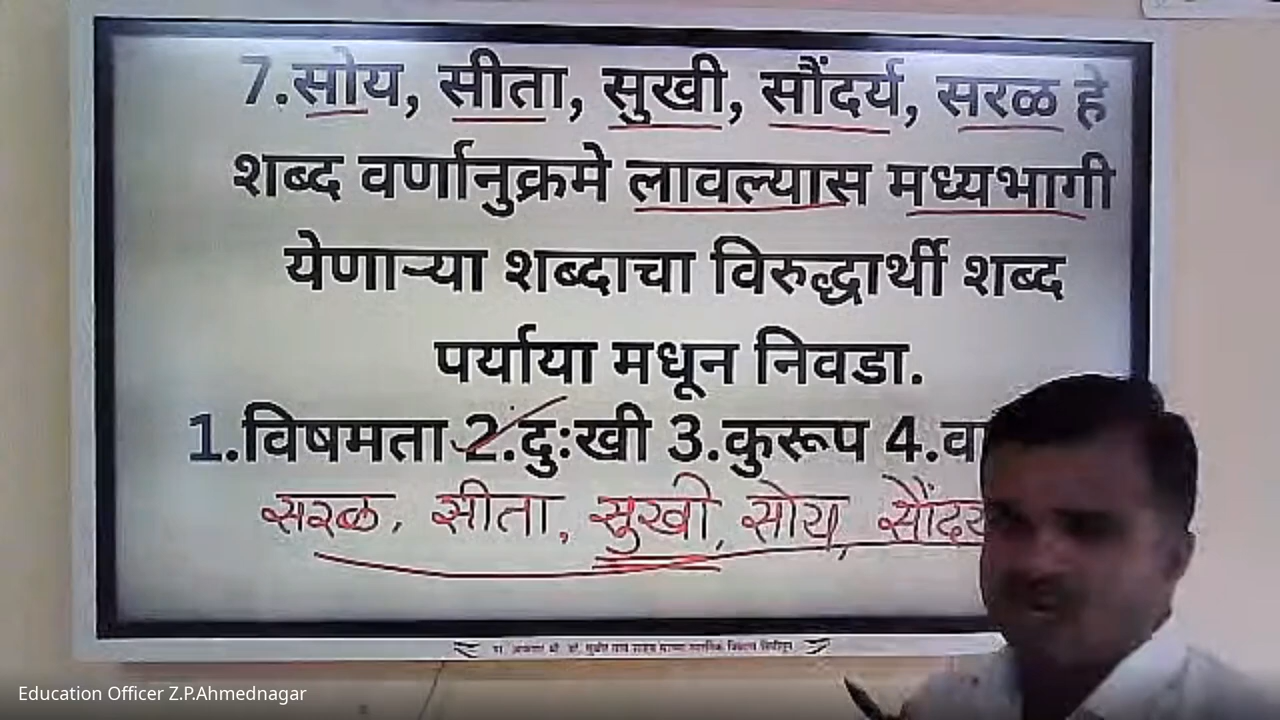 7.सोय, सीता, सुखी, सौंदर्य, सरळ हे
शब्द वर्णानुक्रमे लावल्यास मध्यभागी
येणाऱ्या शब्दाचा विरुद्धार्थी शब्द
पर्याया मधून निवडा.
1.विषमता 2.दुःखी 3.कुरूप 4.
सरळ, सीता, सुखी, सोय,
Education Officer Z.P.Ahmednagar